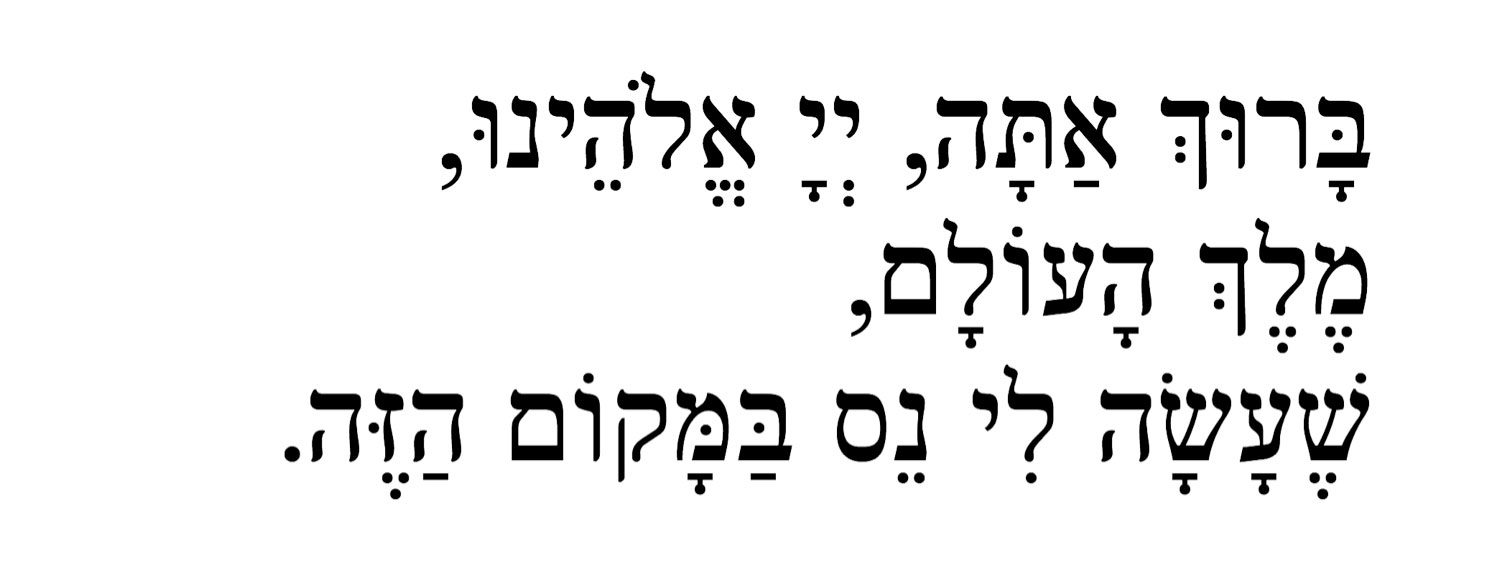 בָּרוּךְ אַתָּה, יְיָ אֱלֹהֵינוּ,
מֶלֶךְ הָעוֹלָם,
שֶׁעָשָׂה לִי נֵס בַּמָּקוֹם הַזֶּה.